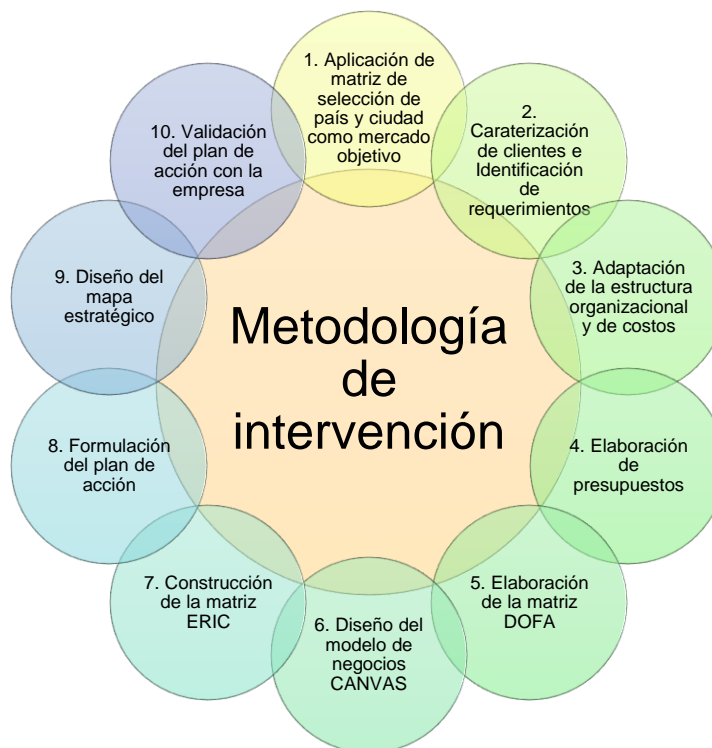 1. Aplicación de
matriz de
selección de
país y ciudad
como mercado
objetivo
2.
Caraterización
de clientes e
Identificación
de
requerimientos
3. Adaptación
de la estructura
organizacional
y de costos
4. Elaboración
de
presupuestos
5. Elaboración
de la matriz
DOFA
6. Diseño del
modelo de
negocios
CANVAS
7. Construcción
de la matriz
ERIC
8. Formulación
del plan de
acción
9. Diseño del
mapa
estratégico
10. Validación
del plan de
acción con la
empresa
Metodología
de
intervención